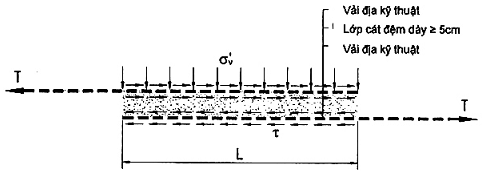 Vải địa kỹ thuật
Lớp cát đệm dày ≥ 5cm
Vải địa kỹ thuật
σ'v
T
T
τ
L